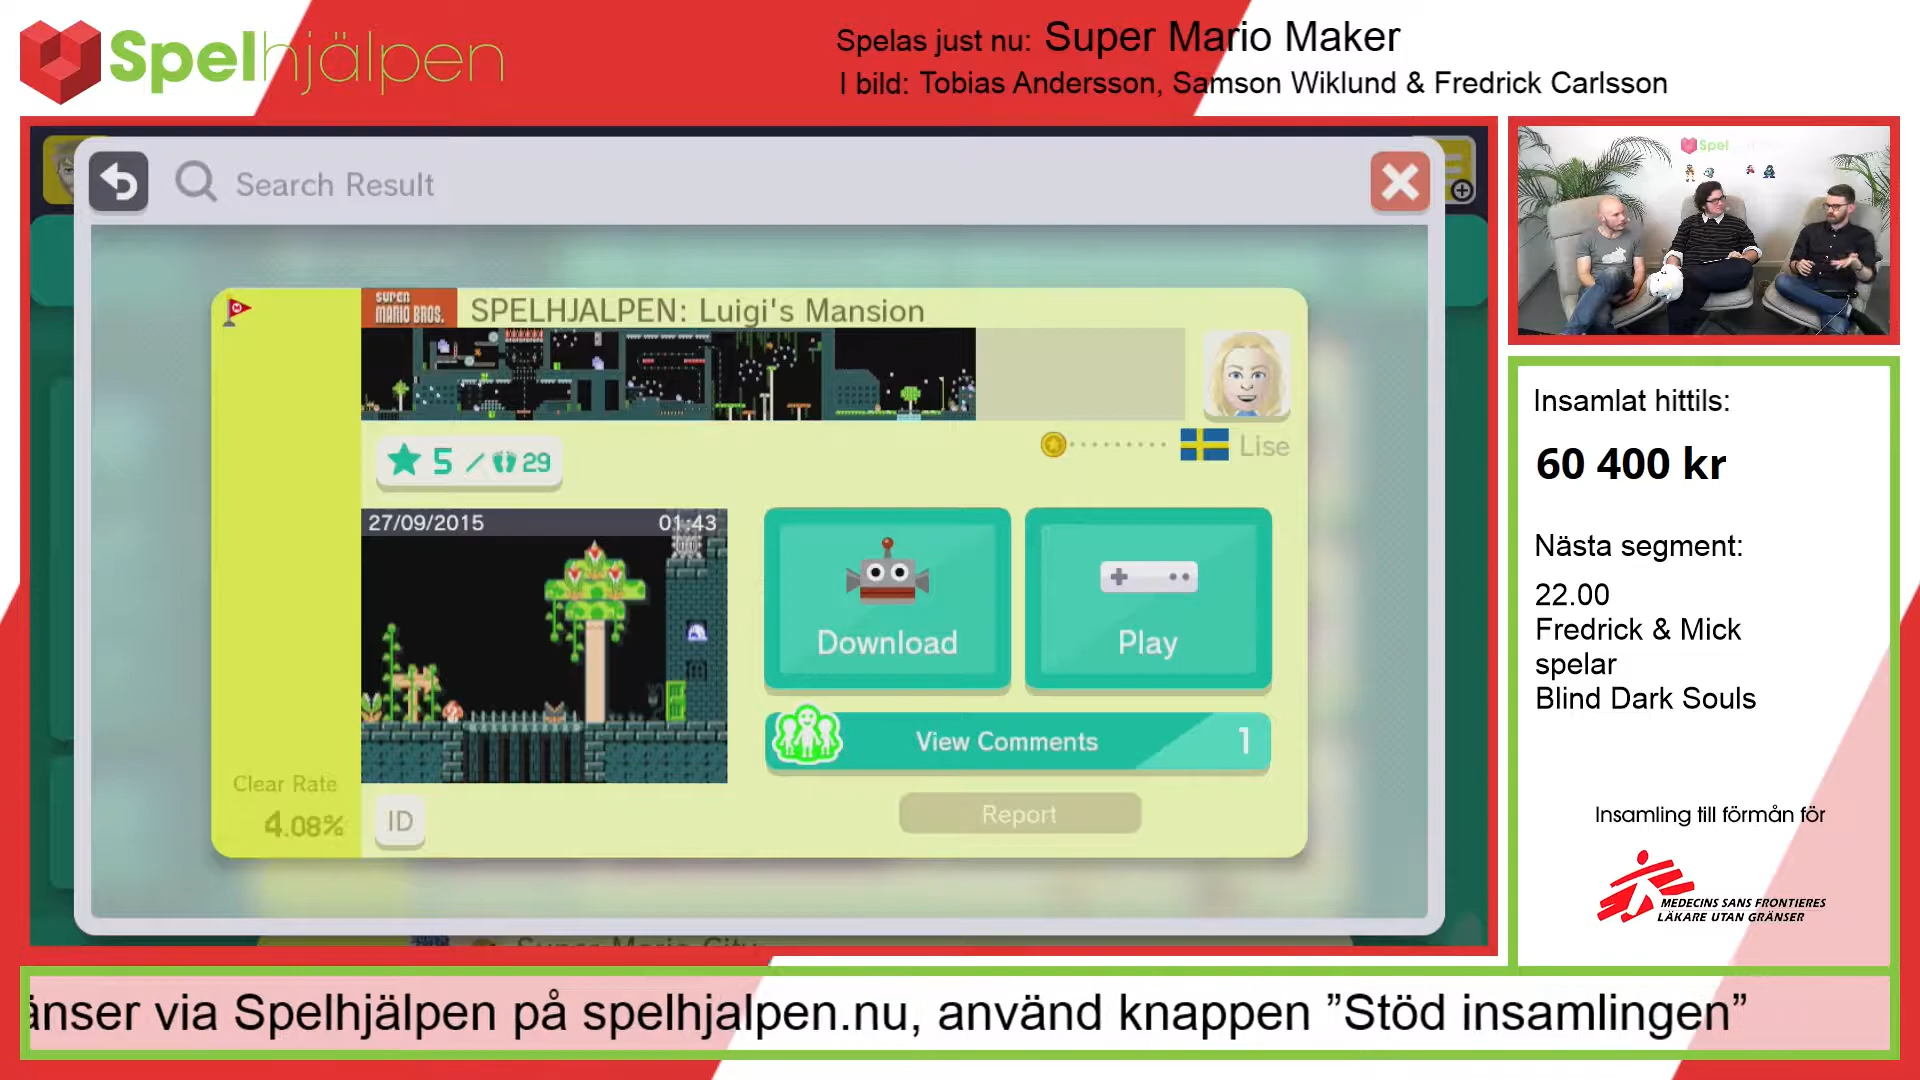 Spelhjälpen
Spelas just nu: Super Mario Maker
I bild: Tobias Andersson, Samson Wiklund & Fredrick Carlsson
Search Result
SUPER
MARIO BROS.
SPELHJALPEN: Luigi's Mansion
5 / 29
Lise
27/09/2015 01:43
Download
Play
View Comments 1
Clear Rate
4.08%
ID
Report
Super Mario City
Spel
Insamlat hittils:
60 400 kr
Nästa segment:
22.00
Fredrick & Mick
spelar
Blind Dark Souls
Insamling till förmån för
MEDECINS SANS FRONTIERES
LÄKARE UTAN GRÄNSER
änser via Spelhjälpen på spelhjalpen.nu, använd knappen ”Stöd insamlingen”